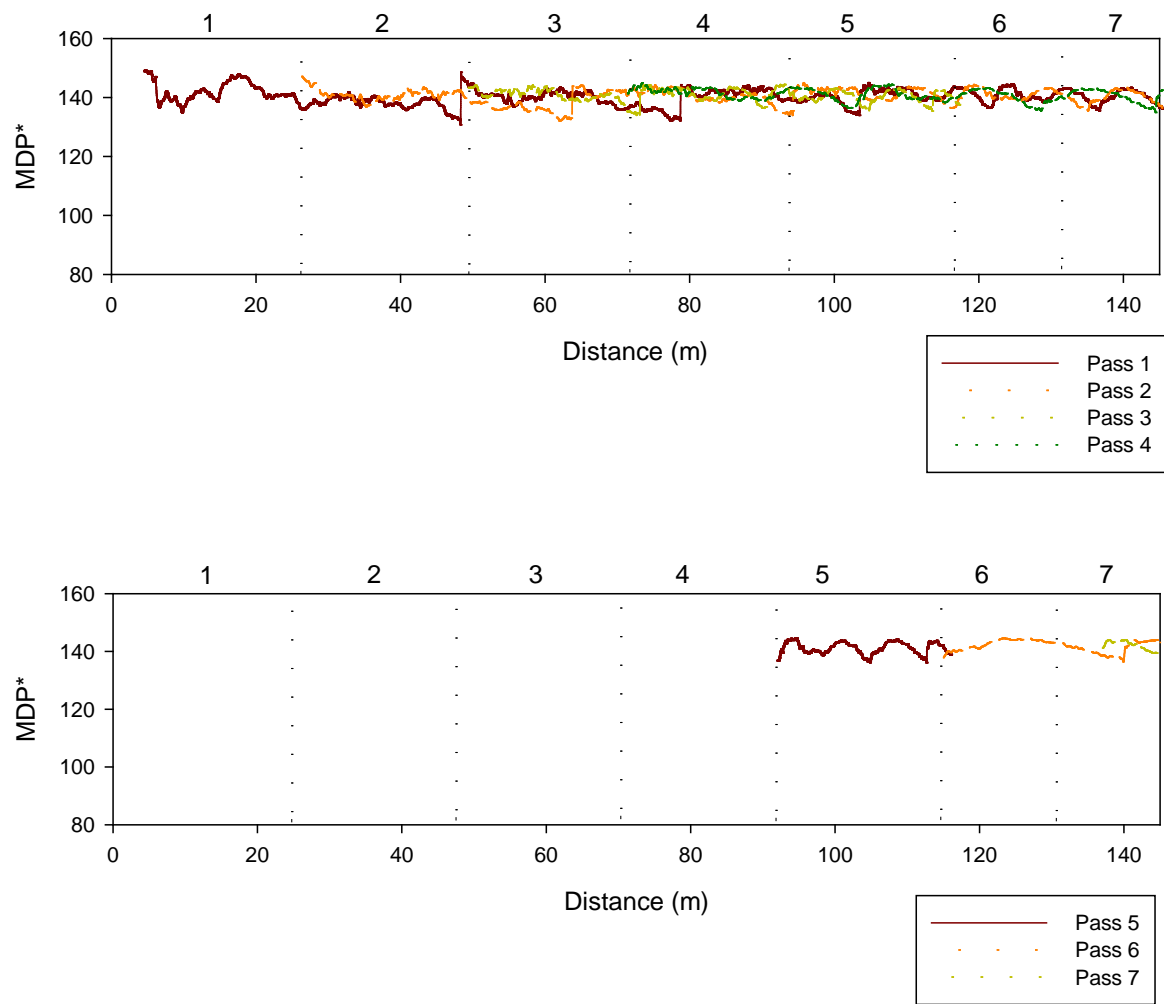 1 2 3 4 5 6 7
160
140
120
100
80
MDP*
0 20 40 60 80 100 120 140
Distance (m)
Pass 1
Pass 2
Pass 3
Pass 4
1 2 3 4 5 6 7
160
140
120
100
80
MDP*
0 20 40 60 80 100 120 140
Distance (m)
Pass 5
Pass 6
Pass 7